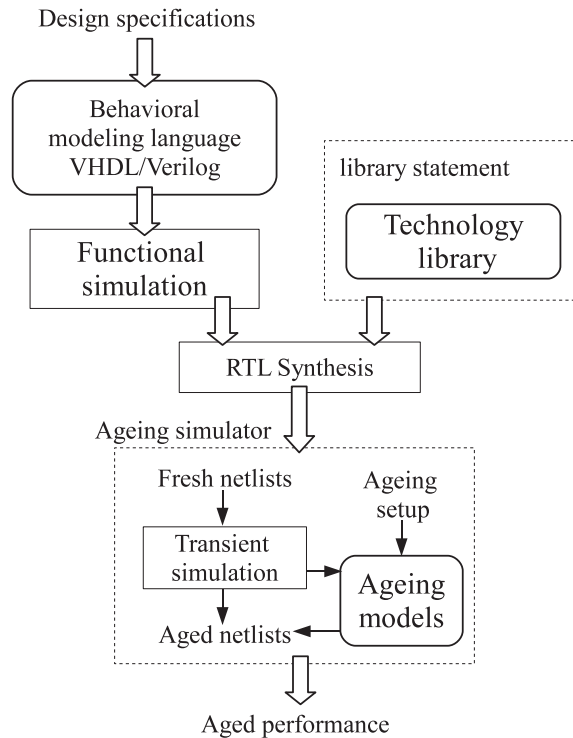 Design specifications
Behavioral
modeling language
VHDL/Verilog
library statement
Technology
library
Functional
simulation
RTL Synthesis
Ageing simulator
Fresh netlists
Ageing
setup
Transient
simulation
Ageing
models
Aged netlists
Aged performance